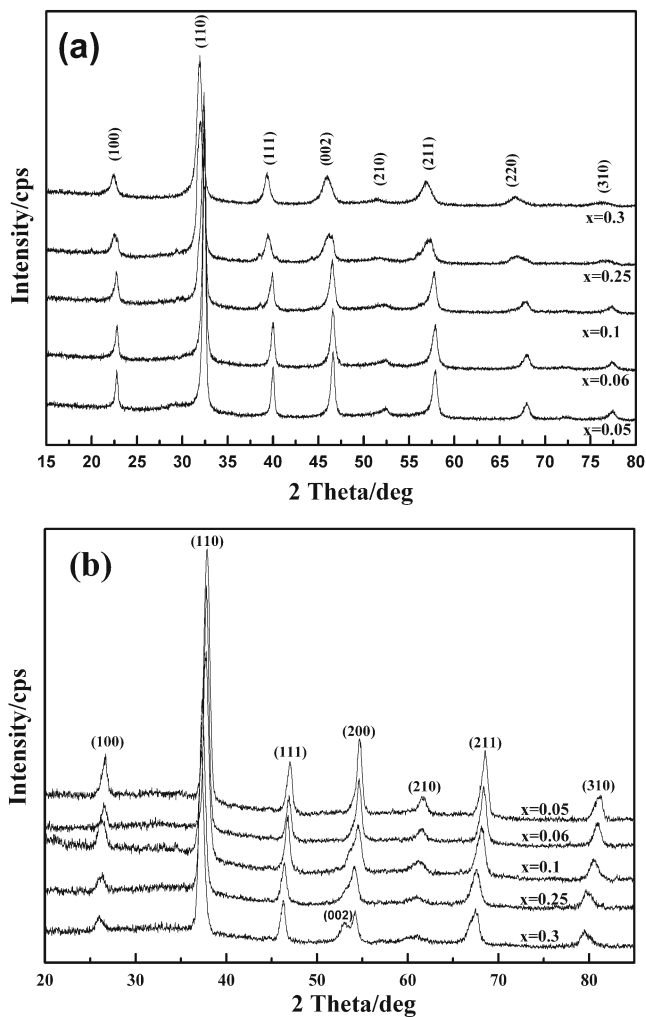 (a)
(110)
(100)
(111)
(002)
(210)
(211)
(220)
(310)
x=0.3
x=0.25
x=0.1
x=0.06
x=0.05
Intensity/cps
15 20 25 30 35 40 45 50 55 60 65 70 75 80
2 Theta/deg
(b)
(110)
(100)
(111)
(200)
(210)
(211)
(310)
x=0.05
x=0.06
x=0.1
x=0.25
(002)
x=0.3
Intensity/cps
20 30 40 50 60 70 80
2 Theta/deg